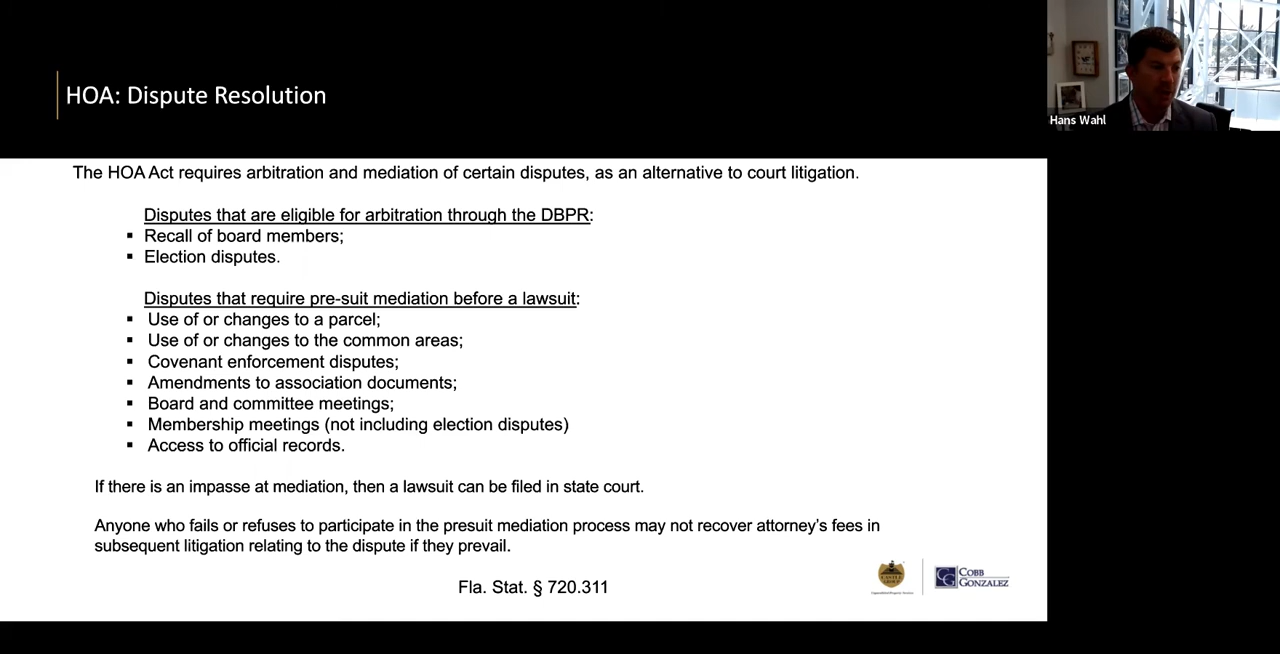 HOA: Dispute Resolution
Hans Wahl
The HOA Act requires arbitration and mediation of certain disputes, as an alternative to court litigation.
Disputes that are eligible for arbitration through the DBPR:
▪ Recall of board members;
▪ Election disputes.
Disputes that require pre-suit mediation before a lawsuit:
▪ Use of or changes to a parcel;
▪ Use of or changes to the common areas;
▪ Covenant enforcement disputes;
▪ Amendments to association documents;
▪ Board and committee meetings;
▪ Membership meetings (not including election disputes)
▪ Access to official records.
If there is an impasse at mediation, then a lawsuit can be filed in state court.
Anyone who fails or refuses to participate in the presuit mediation process may not recover attorney's fees in
subsequent litigation relating to the dispute if they prevail.
Fla. Stat. § 720.311
CASTLE
COBB
GONZALEZ